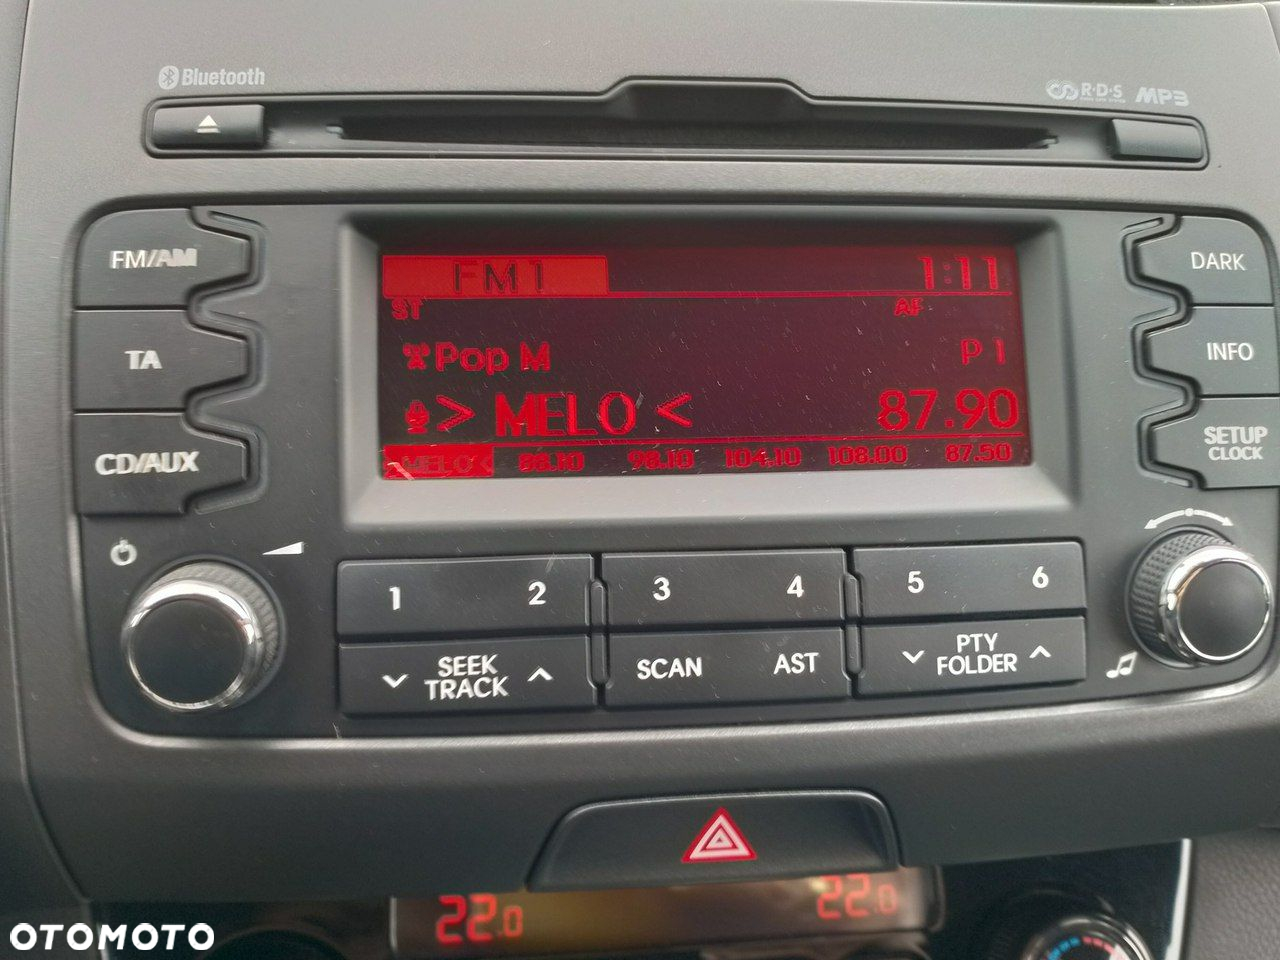 Bluetooth
R·D·S MP3
FM/AM
TA
CD/AUX
FM1 1:11
ST AF
Pop M P 1
> MELO < 87.90
MELO < 98.10 104.10 108.00 87.50
DARK
INFO
SETUP
CLOCK
1 2 3 4 5 6
SEEK
TRACK
SCAN AST
PTY
FOLDER
22.0 22.0
OTOMOTO